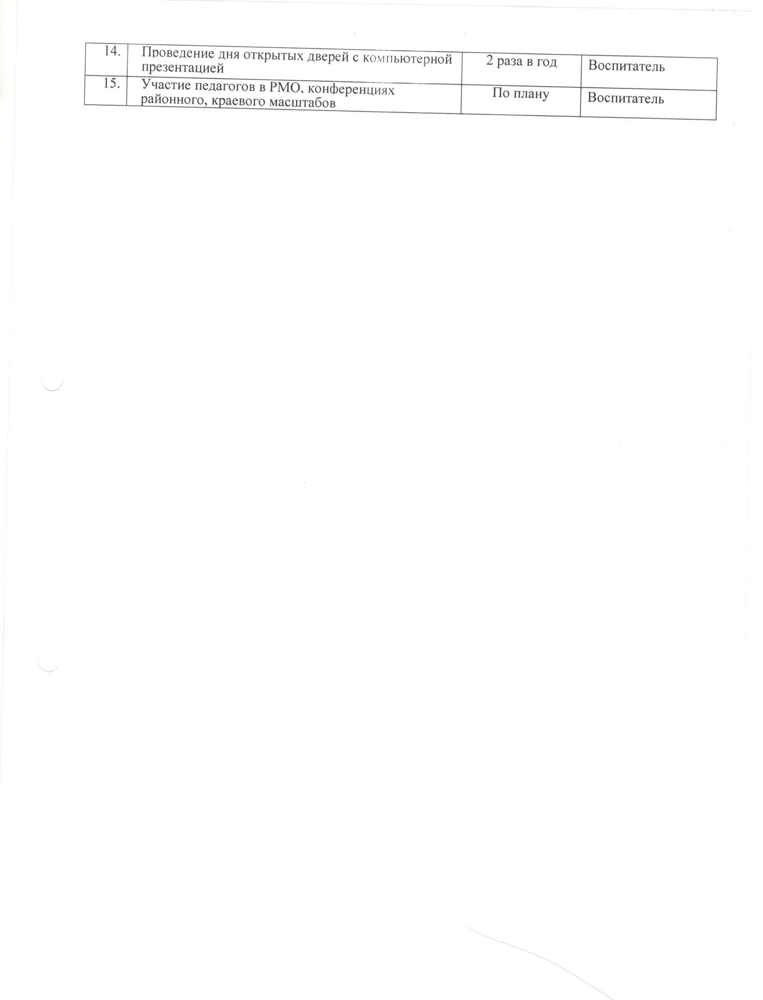 14. Проведение дня открытых дверей с компьютерной 2 раза в год Воспитатель
презентацией
15. Участие педагогов в РМО, конференциях По плану Воспитатель
районного, краевого масштабов